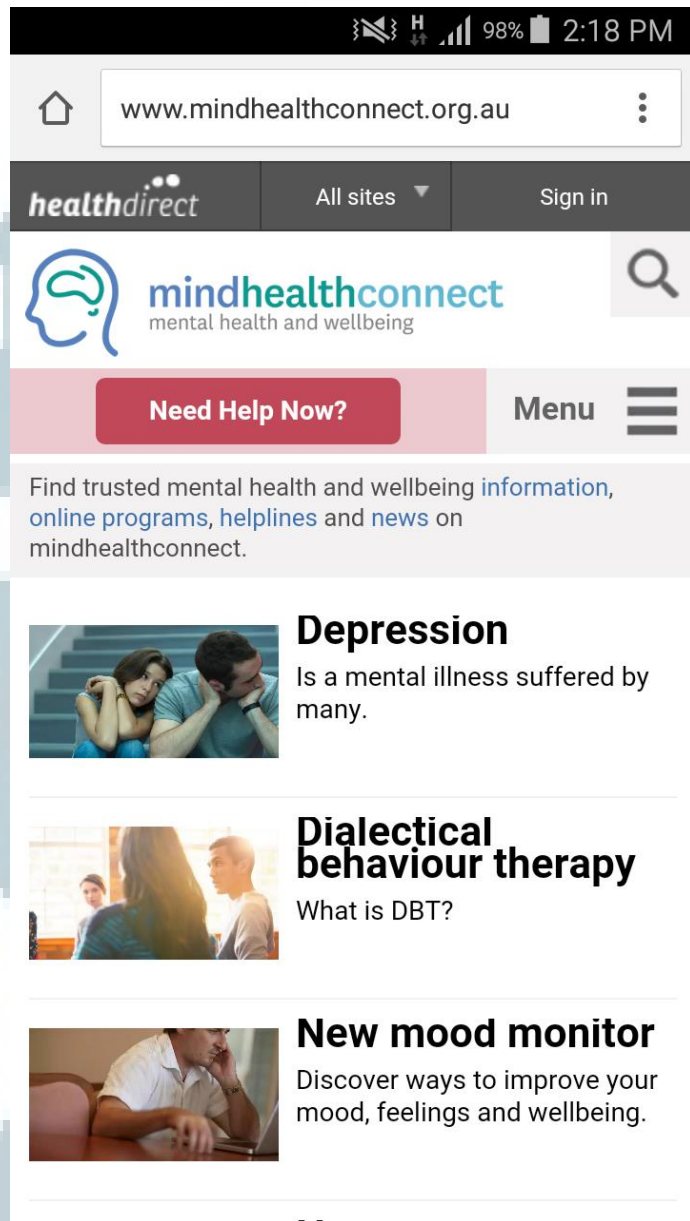 H 98% 2:18 PM
www.mindhealthconnect.org.au
healthdirect All sites Sign in
mindhealthconnect
mental health and wellbeing
Need Help Now? Menu
Find trusted mental health and wellbeing information,
online programs, helplines and news on
mindhealthconnect.
Depression
Is a mental illness suffered by
many.
Dialectical
behaviour therapy
What is DBT?
New mood monitor
Discover ways to improve your
mood, feelings and wellbeing.